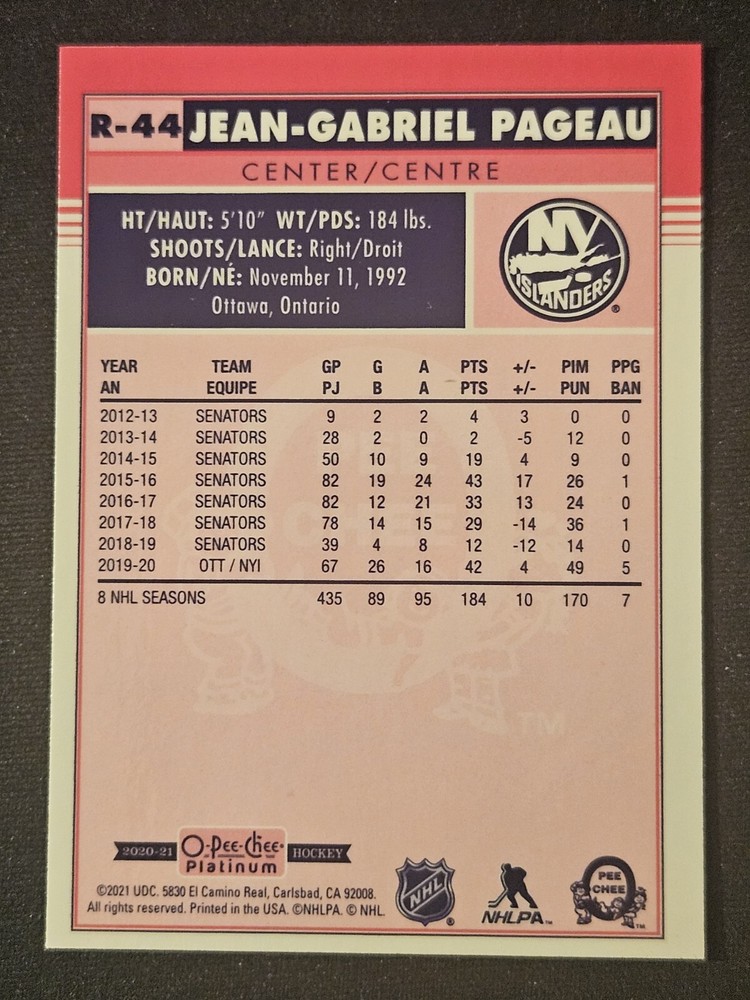 R-44 JEAN-GABRIEL PAGEAU
CENTER/CENTRE
HT/HAUT: 5'10" WT/PDS: 184 lbs.
SHOOTS/LANCE: Right/Droit
BORN/NÉ: November 11, 1992
Ottawa, Ontario
NY
ISLANDERS
YEAR TEAM GP G A PTS +/- PIM PPG
AN EQUIPE PJ B A PTS +/- PUN BAN
2012-13 SENATORS 9 2 2 4 3 0 0
2013-14 SENATORS 28 2 0 2 -5 12 0
2014-15 SENATORS 50 10 9 19 4 9 0
2015-16 SENATORS 82 19 24 43 17 26 1
2016-17 SENATORS 82 12 21 33 13 24 0
2017-18 SENATORS 78 14 15 29 -14 36 1
2018-19 SENATORS 39 4 8 12 -12 14 0
2019-20 OTT / NYI 67 26 16 42 4 49 5
8 NHL SEASONS 435 89 95 184 10 170 7
PEE
CHEE
TM
2020-21 O-Pee-Chee HOCKEY
Platinum
©2021 UDC. 5830 El Camino Real, Carlsbad, CA 92008.
All rights reserved. Printed in the USA. ©NHLPA. © NHL.
NHL
®
NHLPA™
PEE
CHEE
TM